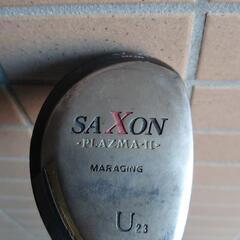 SAXON
-PLAZMA-II-
MARAGING
U23